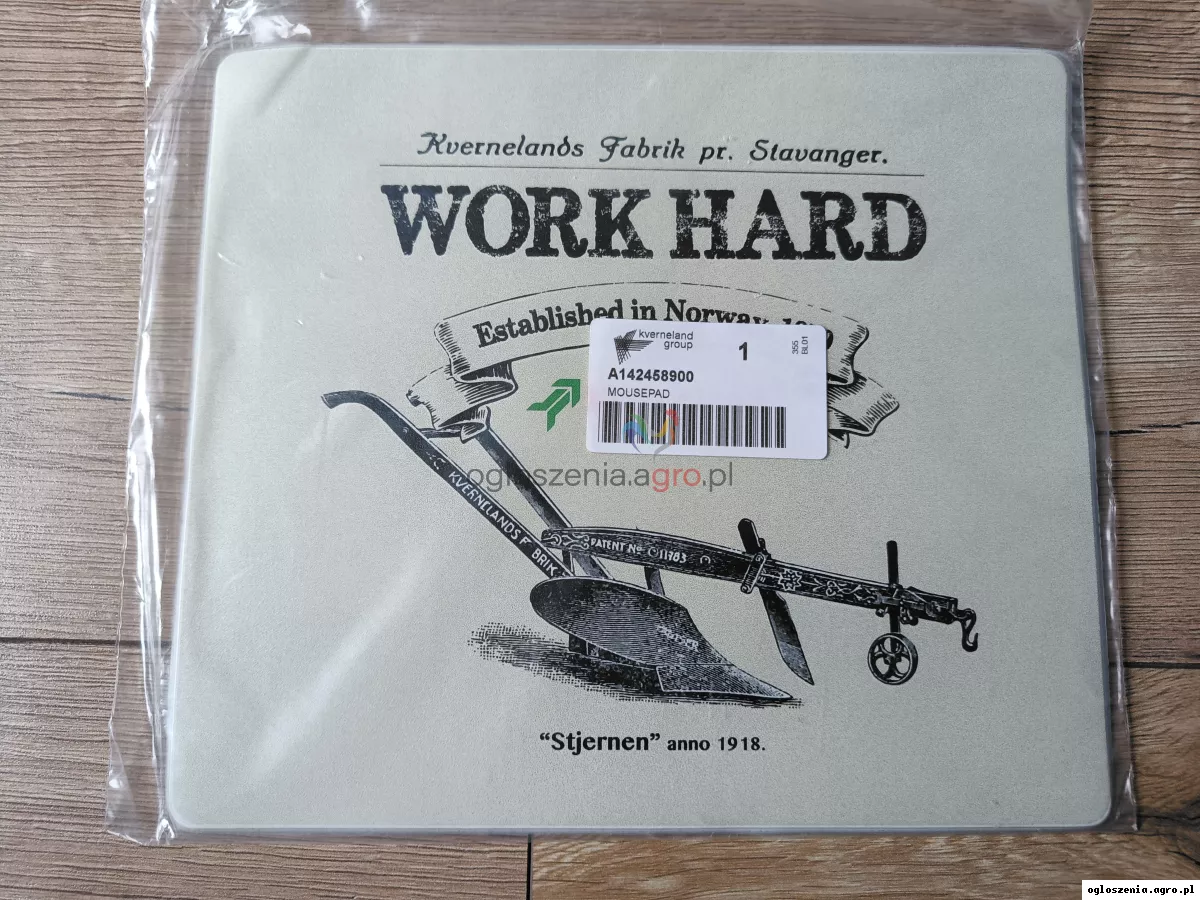 Kvernelands Fabrik pr. Stavanger.
WORK HARD
Established in Norway
kverneland
group
1
355
BL01
A142458900
MOUSEPAD
ogłoszenia.agro.pl
KVERNELANDS F BRIK
PATENT No 11783
"Stjernen" anno 1918.
ogloszenia.agro.pl